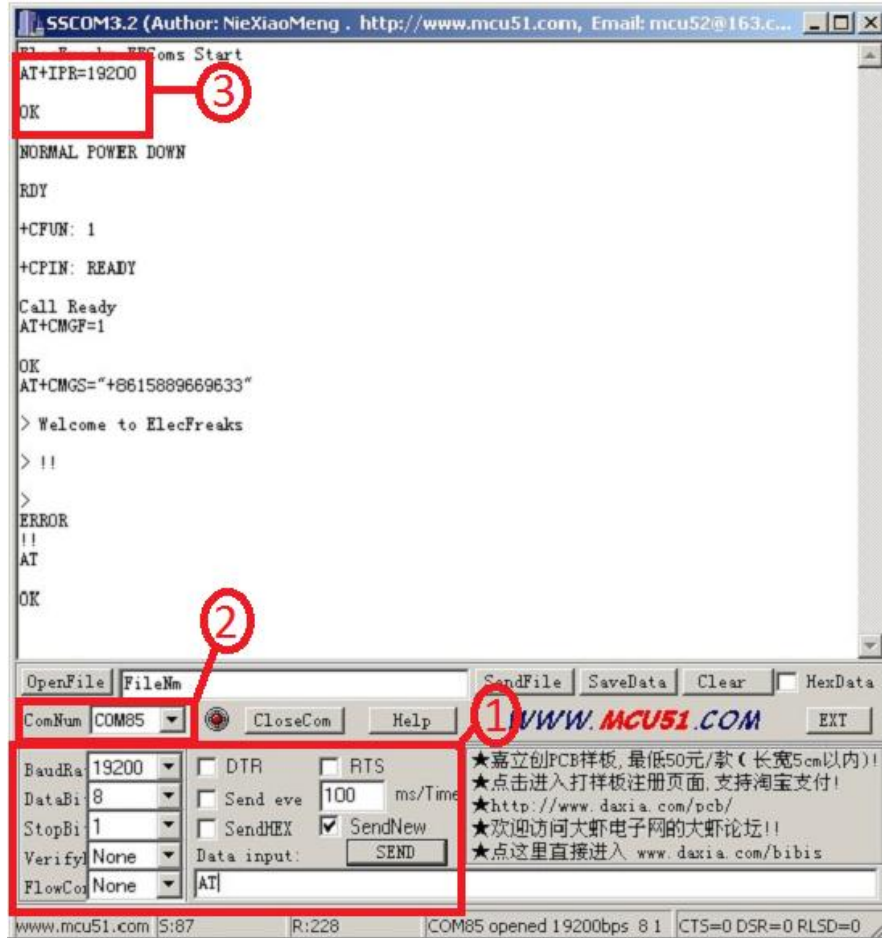 SSCOM3.2 (Author: NieXiaoMeng . http://www.mcu51.com, Email: mcu52@163.c...
Start
AT+IPR=19200
3
OK
NORMAL POWER DOWN
RDY
+CFUN: 1
+CPIN: READY
Call Ready
AT+CMGF=1
OK
AT+CMGS="+8615889669633"
> Welcome to ElecFreaks
> !!
>
ERROR
!!
AT
OK
2
OpenFile FileNm SendFile SaveData Clear HexData
ComNum COM85 CloseCom Help 1 WWW.MCU51.COM EXT
BaudRa 19200 DTR RTS
DataBi 8 Send eve 100 ms/Time
StopBi 1 SendHEX SendNew
Verify None Data input: SEND
FlowCo None AT
★嘉立创PCB样板,最低50元/款(长宽5cm以内)!
★点击进入打样板注册页面,支持淘宝支付!
★http://www.daxia.com/pcb/
★欢迎访问大虾电子网的大虾论坛!!
★点这里直接进入 www.daxia.com/bibis
www.mcu51.com S:87 R:228 COM85 opened 19200bps 8 1 CTS=0 DSR=0 RLSD=0